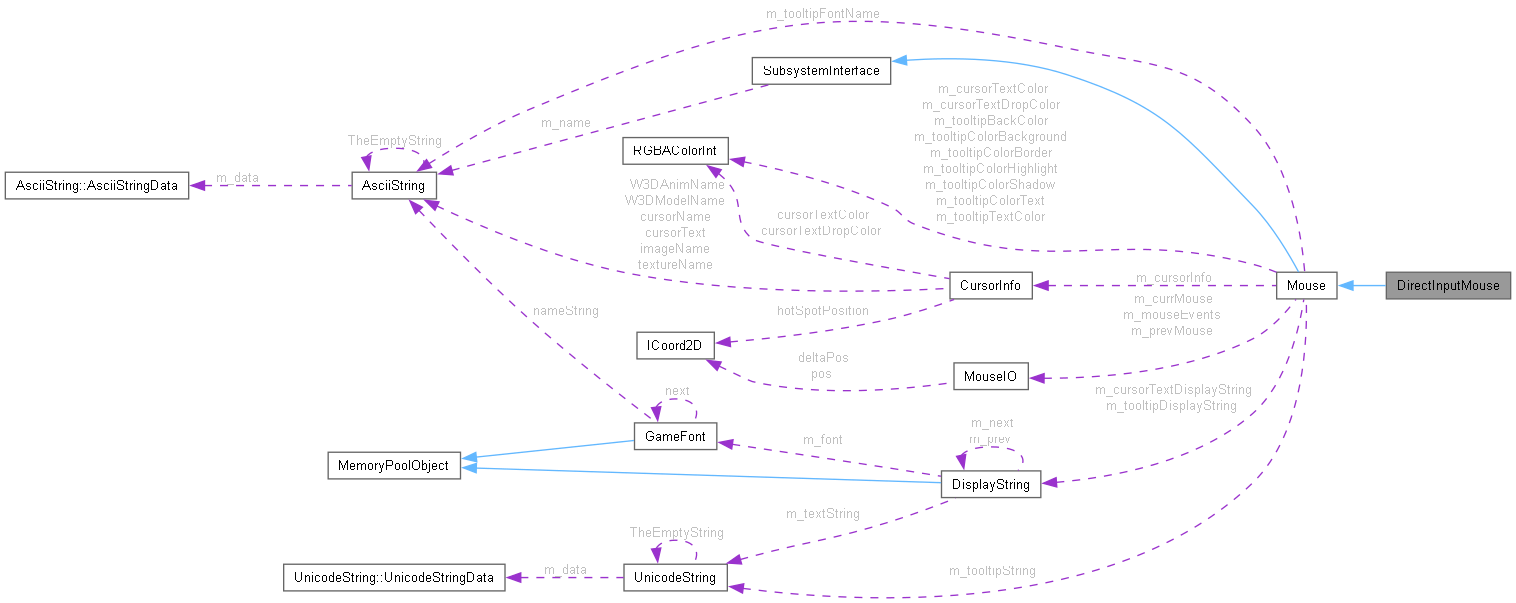 m_tooltipFontName
SubsystemInterface
m_cursorTextColor
m_cursorTextDropColor
m_tooltipBackColor
m_tooltipColorBackground
m_tooltipColorBorder
m_tooltipColorHighlight
m_tooltipColorShadow
m_tooltipColorText
m_tooltipTextColor
m_name
TheEmptyString
RGBAColorInt
AsciiString::AsciiStringData
m_data
AsciiString
W3DAnimName
W3DModelName
cursorName
cursorText
imageName
textureName
cursorTextColor
cursorTextDropColor
CursorInfo
m_cursorInfo
Mouse
DirectInputMouse
m_currMouse
m_mouseEvents
m_prevMouse
nameString
hotSpotPosition
ICoord2D
deltaPos
pos
MouseIO
m_cursorTextDisplayString
m_tooltipDisplayString
next
GameFont
m_font
m_next
m_prev
MemoryPoolObject
DisplayString
m_textString
TheEmptyString
UnicodeString::UnicodeStringData
m_data
UnicodeString
m_tooltipString